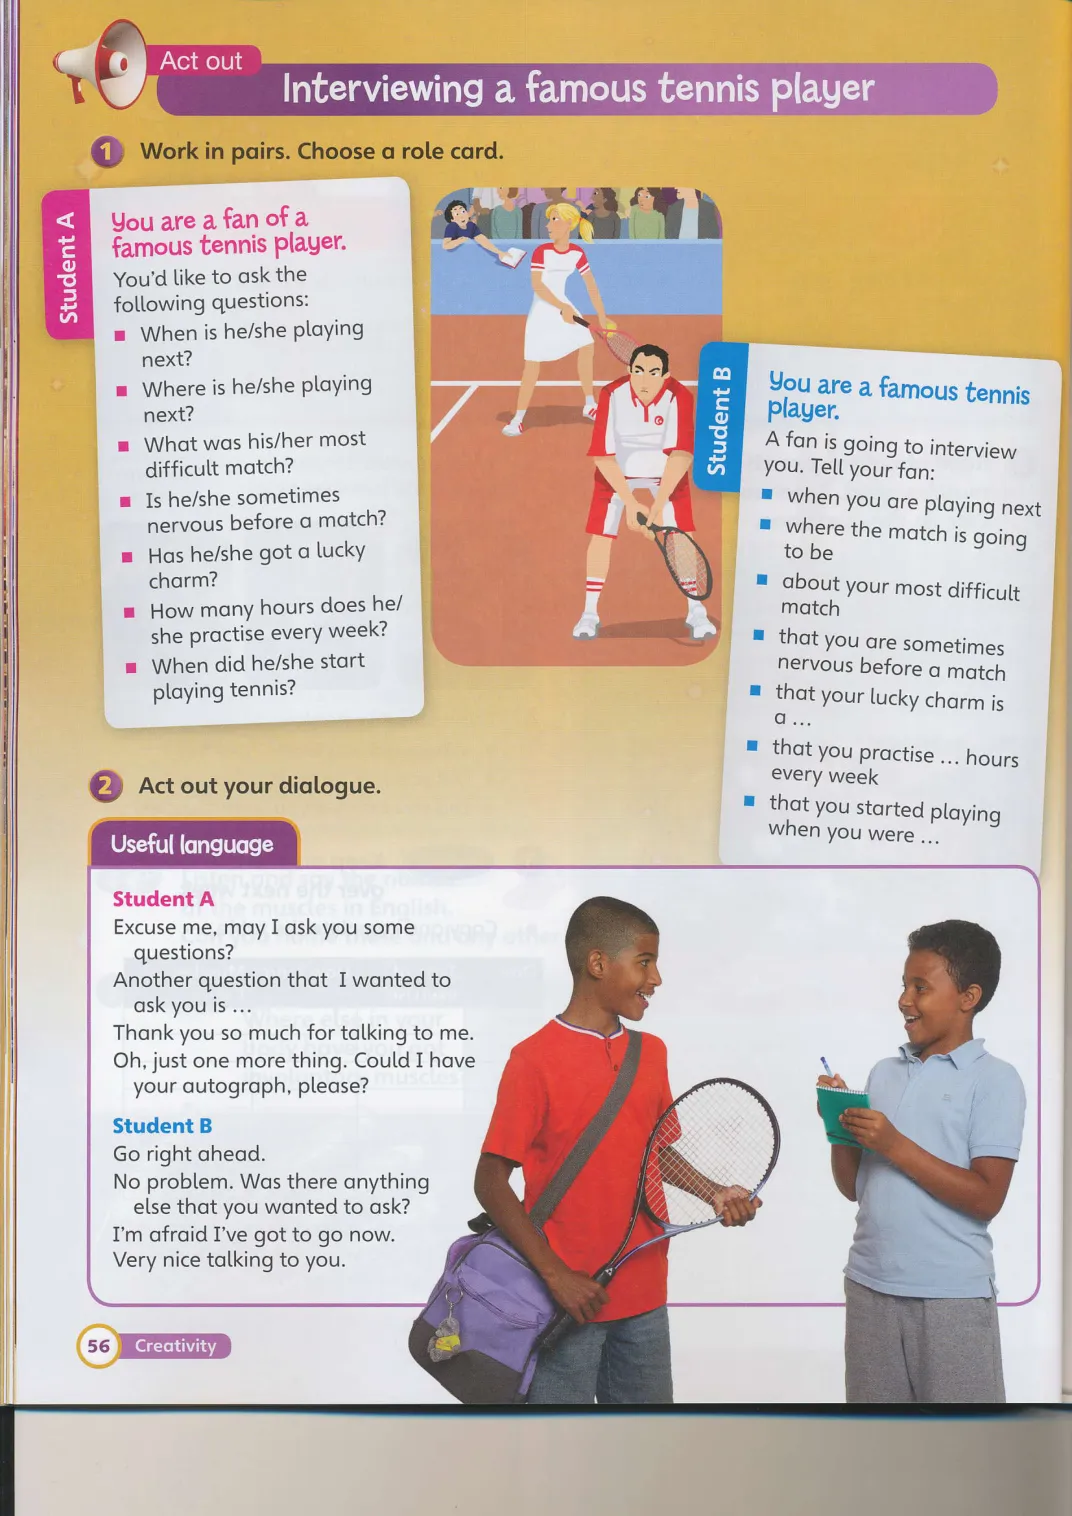 Act out
Interviewing a famous tennis player
1 Work in pairs. Choose a role card.
Student A
You are a fan of a
famous tennis player.
You'd like to ask the
following questions:
■ When is he/she playing
next?
■ Where is he/she playing
next?
■ What was his/her most
difficult match?
■ Is he/she sometimes
nervous before a match?
■ Has he/she got a lucky
charm?
■ How many hours does he/
she practise every week?
■ When did he/she start
playing tennis?
Student B
You are a famous tennis
player.
A fan is going to interview
you. Tell your fan:
■ when you are playing next
■ where the match is going
to be
■ about your most difficult
match
■ that you are sometimes
nervous before a match
■ that your lucky charm is
a ...
■ that you practise ... hours
every week
■ that you started playing
when you were ...
2 Act out your dialogue.
Useful language
Student A
Excuse me, may I ask you some
questions?
Another question that I wanted to
ask you is ...
Thank you so much for talking to me.
Oh, just one more thing. Could I have
your autograph, please?
Student B
Go right ahead.
No problem. Was there anything
else that you wanted to ask?
I'm afraid I've got to go now.
Very nice talking to you.
56 Creativity